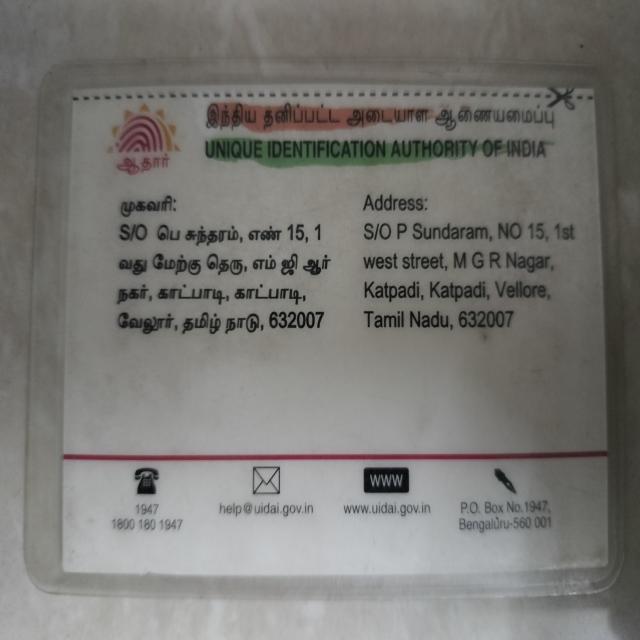 இந்திய தனிப்பட்ட அடையாள ஆணையமைப்பு
UNIQUE IDENTIFICATION AUTHORITY OF INDIA
ஆதார்
முகவரி:
S/O பெ சுந்தரம், எண் 15, 1
வது மேற்கு தெரு, எம் ஜி ஆர்
நகர், காட்பாடி, காட்பாடி,
வேலூர், தமிழ் நாடு, 632007
Address:
S/O P Sundaram, NO 15, 1st
west street, M G R Nagar,
Katpadi, Katpadi, Vellore,
Tamil Nadu, 632007
1947
1800 180 1947
help@uidai.gov.in
WWW
www.uidai.gov.in
P.O. Box No.1947,
Bengalūru-560 001